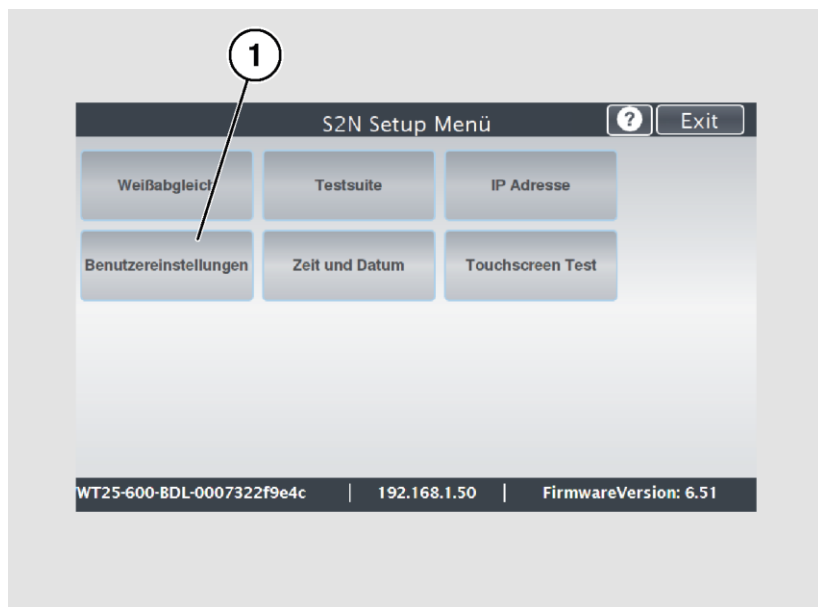 1
S2N Setup Menü ? Exit
Weißabgleich Testsuite IP Adresse
Benutzereinstellungen Zeit und Datum Touchscreen Test
WT25-600-BDL-0007322f9e4c | 192.168.1.50 | FirmwareVersion: 6.51